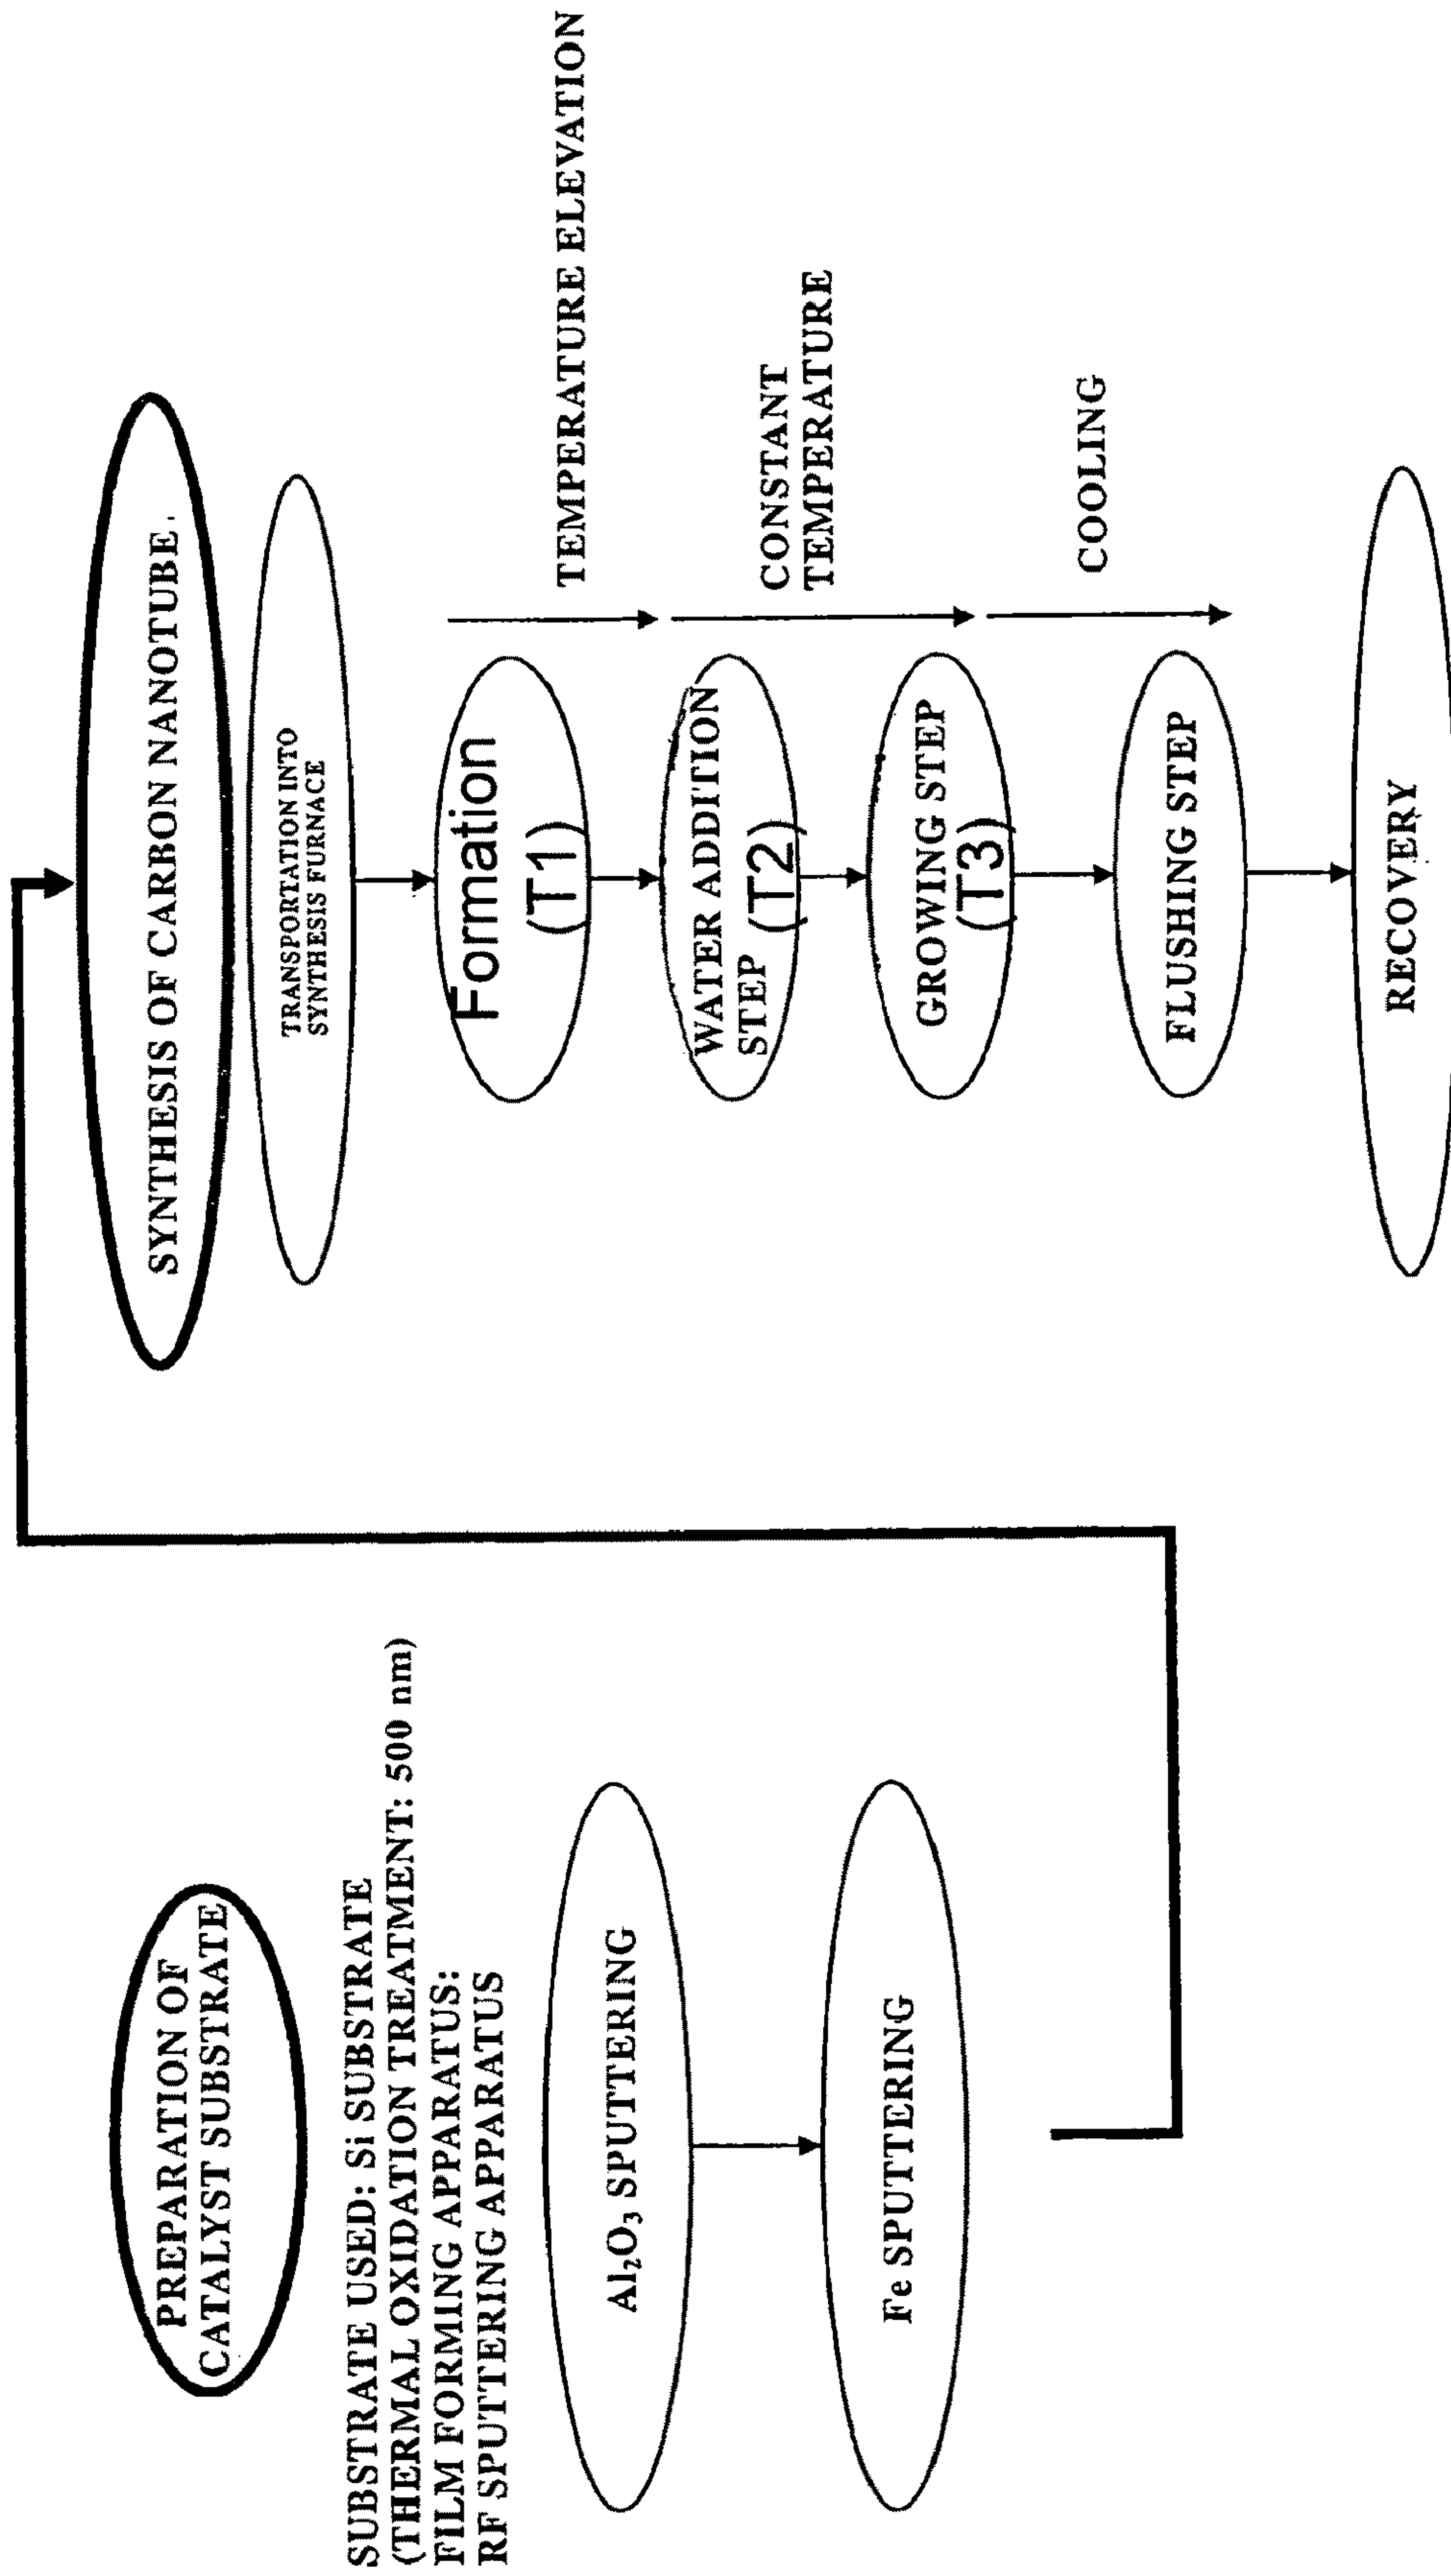 PREPARATION OF
CATALYST SUBSTRATE
SUBSTRATE USED: Si SUBSTRATE
(THERMAL OXIDATION TREATMENT: 500 nm)
FILM FORMING APPARATUS:
RF SPUTTERING APPARATUS
Al₂O₃ SPUTTERING
Fe SPUTTERING
SYNTHESIS OF CARBON NANOTUBE.
TRANSPORTATION INTO
SYNTHESIS FURNACE
Formation
(T1)
TEMPERATURE ELEVATION
WATER ADDITION
STEP (T2)
CONSTANT
TEMPERATURE
GROWING STEP
(T3)
COOLING
FLUSHING STEP
RECOVERY